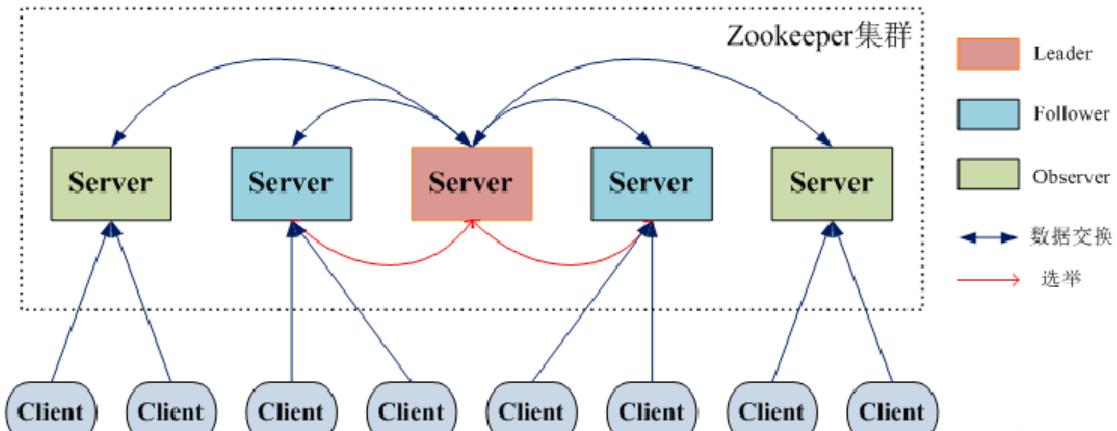 Zookeeper集群
Leader
Follower
Server Server Server Server Server
Observer
数据交换
选举
Client Client Client Client Client Client Client Client